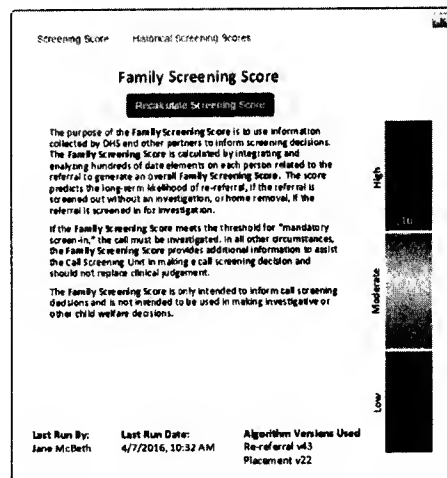 Screening Score Historical Screening Scores
Family Screening Score
Recalculate Screening Score
The purpose of the Family Screening Score is to use information
collected by DHS and other partners to inform screening decisions.
The Family Screening Score is calculated by integrating and
analyzing hundreds of data elements on each person related to the
referral to generate an overall Family Screening Score. The score
predicts the long-term likelihood of re-referral, if the referral is
screened out without an investigation, or home removal, if the
referral is screened in for investigation.
If the Family Screening Score meets the threshold for "mandatory
screen-in," the call must be investigated. In all other circumstances,
the Family Screening Score provides additional information to assist
the Call Screening Unit in making a call screening decision and
should not replace clinical judgement.
The Family Screening Score is only intended to inform call screening
decisions and is not intended to be used in making investigative or
other child welfare decisions.
High
Moderate
Low
Last Run By: Last Run Date: Algorithm Versions Used
Jane McBeth 4/7/2016, 10:32 AM Re-referral v43
Placement v22